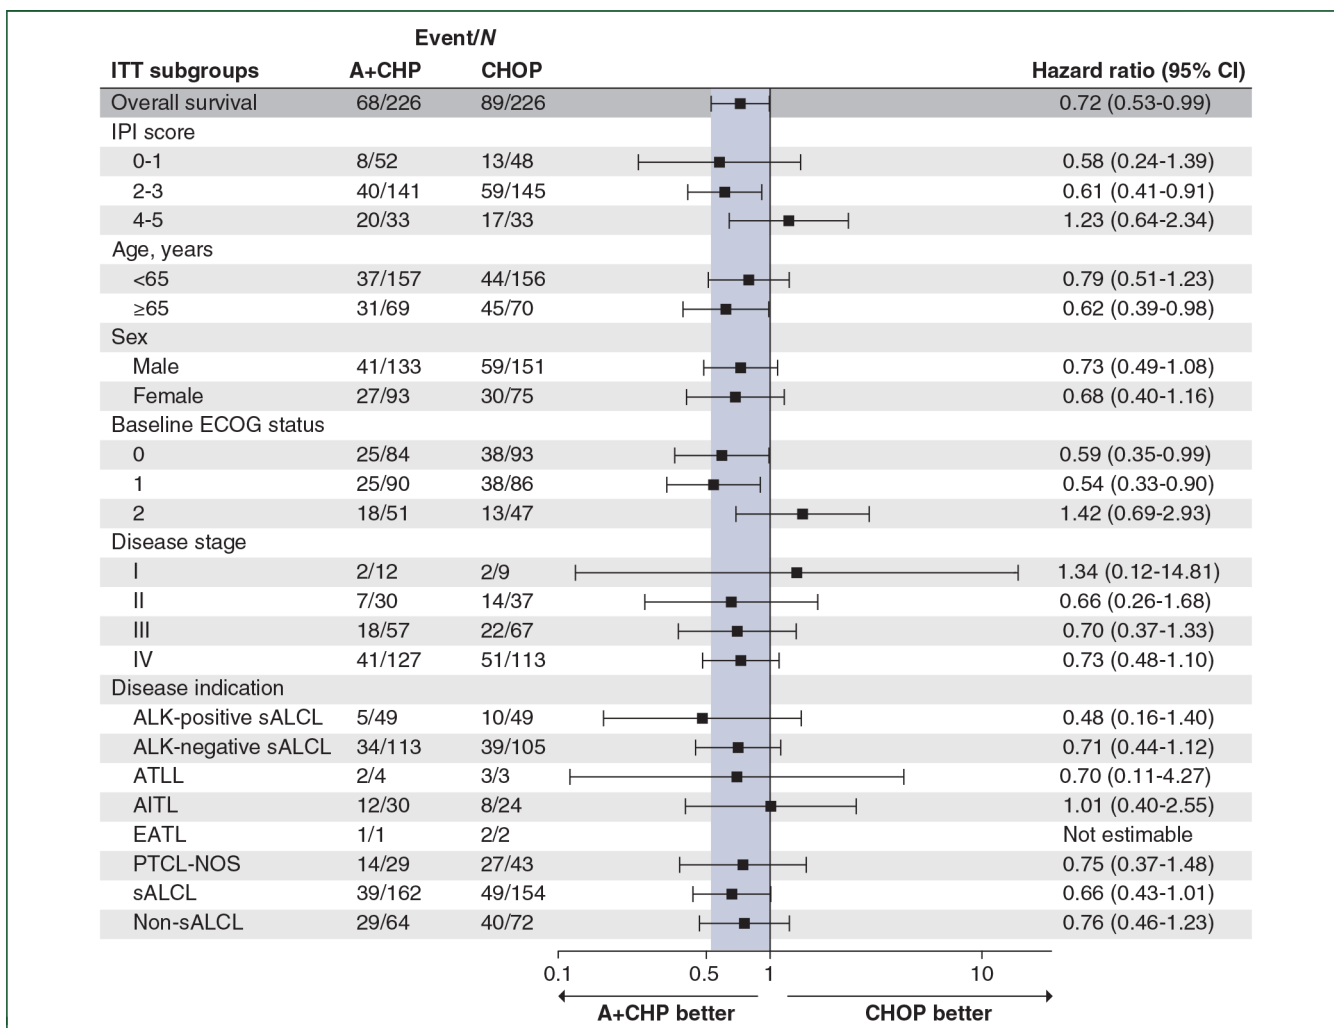 Event/N
ITT subgroups A+CHP CHOP Hazard ratio (95% CI)
Overall survival 68/226 89/226 0.72 (0.53-0.99)
IPI score
0-1 8/52 13/48 0.58 (0.24-1.39)
2-3 40/141 59/145 0.61 (0.41-0.91)
4-5 20/33 17/33 1.23 (0.64-2.34)
Age, years
<65 37/157 44/156 0.79 (0.51-1.23)
≥65 31/69 45/70 0.62 (0.39-0.98)
Sex
Male 41/133 59/151 0.73 (0.49-1.08)
Female 27/93 30/75 0.68 (0.40-1.16)
Baseline ECOG status
0 25/84 38/93 0.59 (0.35-0.99)
1 25/90 38/86 0.54 (0.33-0.90)
2 18/51 13/47 1.42 (0.69-2.93)
Disease stage
I 2/12 2/9 1.34 (0.12-14.81)
II 7/30 14/37 0.66 (0.26-1.68)
III 18/57 22/67 0.70 (0.37-1.33)
IV 41/127 51/113 0.73 (0.48-1.10)
Disease indication
ALK-positive sALCL 5/49 10/49 0.48 (0.16-1.40)
ALK-negative sALCL 34/113 39/105 0.71 (0.44-1.12)
ATLL 2/4 3/3 0.70 (0.11-4.27)
AITL 12/30 8/24 1.01 (0.40-2.55)
EATL 1/1 2/2 Not estimable
PTCL-NOS 14/29 27/43 0.75 (0.37-1.48)
sALCL 39/162 49/154 0.66 (0.43-1.01)
Non-sALCL 29/64 40/72 0.76 (0.46-1.23)
0.1 0.5 1 10
A+CHP better CHOP better